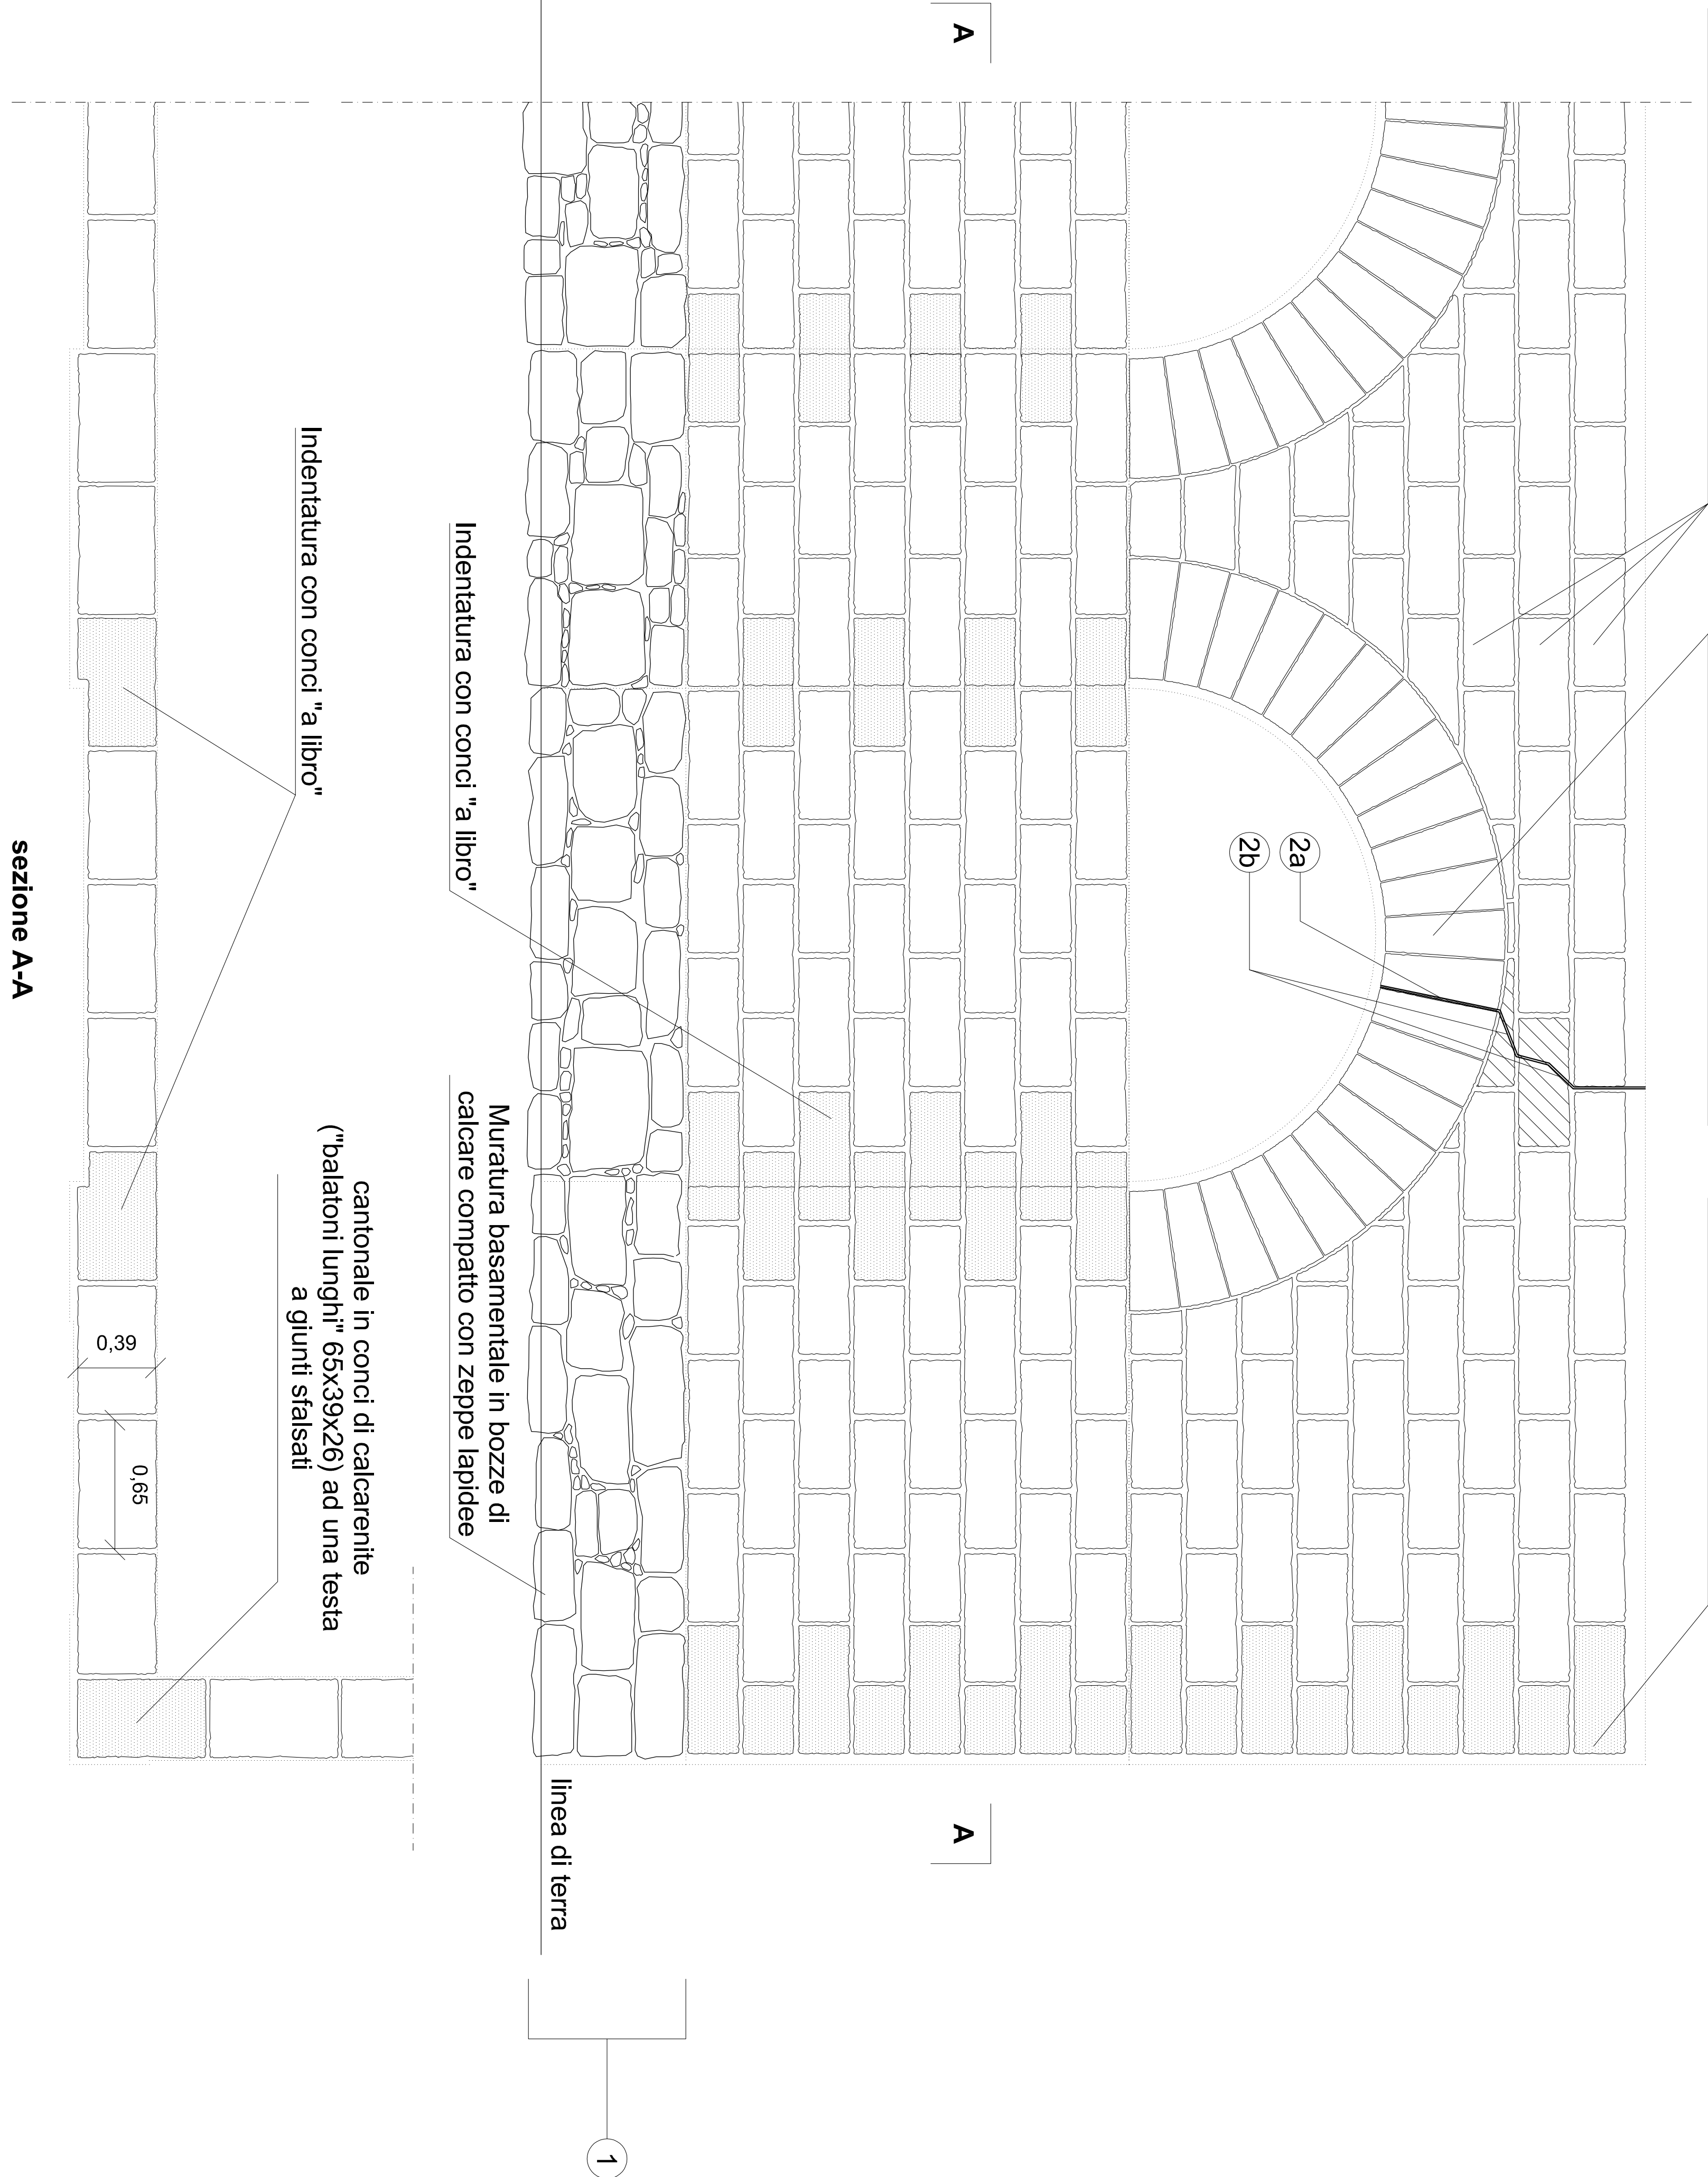 A
A
2a
2b
linea di terra
1
Indentatura con conci "a libro"
Muratura basamentale in bozze di
calcare compatto con zeppe lapidee
Indentatura con conci "a libro"
cantonale in conci di calcarenite
("balatoni lunghi" 65x39x26) ad una testa
a giunti sfalsati
0,39
0,65
sezione A-A